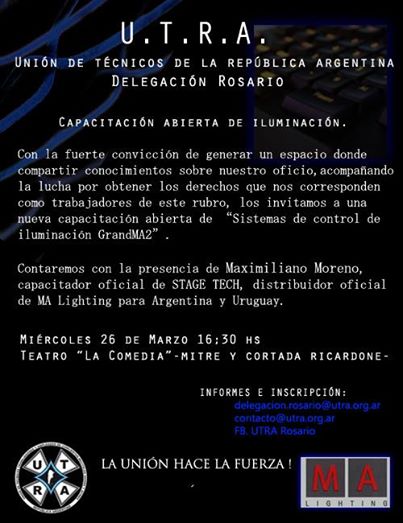 U.T.R.A.
UNIÓN DE TÉCNICOS DE LA REPÚBLICA ARGENTINA
DELEGACIÓN ROSARIO
CAPACITACIÓN ABIERTA DE ILUMINACIÓN.
Con la fuerte convicción de generar un espacio donde
compartir conocimientos sobre nuestro oficio,acompañando
la lucha por obtener los derechos que nos corresponden
como trabajadores de este rubro, los invitamos a una
nueva capacitación abierta de “Sistemas de control de
iluminación GrandMA2”.
Contaremos con la presencia de Maximiliano Moreno,
capacitador oficial de STAGE TECH, distribuidor oficial
de MA Lighting para Argentina y Uruguay.
MIÉRCOLES 26 DE MARZO 16;30 HS
TEATRO “LA COMEDIA”-MITRE Y CORTADA RICARDONE-
INFORMES E INSCRIPCIÓN:
delegacion.rosario@utra.org.ar
contacto@utra.org.ar
FB. UTRA Rosario
LA UNIÓN HACE LA FUERZA !
U T
R A
MA
LIGHTING